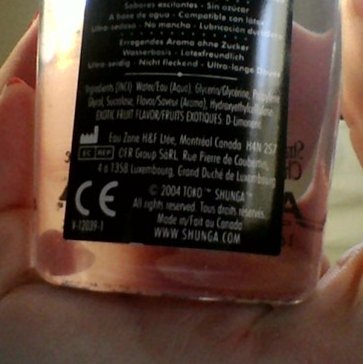 Sabores excitantes - Sin azúcar
A base de agua - Compatible con látex
Ultra-sedoso - No mancha - Lubricación duradera
Erregendes Aroma ohne Zucker
Wasserbasis - Latexfreundlich
Ultra-seidig - Nicht fleckend - Ultra-lange Dauer
Ingredients (INCI): Water/Eau (Aqua), Glycerin/Glycérine, Propylene
Glycol, Sucralose, Flavor/Saveur (Aroma), Hydroxyethylcellulose
EXOTIC FRUIT FLAVOR/FRUITS EXOTIQUES: D-Limonene
Eau Zone H&F Ltée, Montréal Canada H4N 2S7
EC REP CFR Group SàRL, Rue Pierre de Coubertin,
4 à 1358 Luxembourg, Grand Duché de Luxembourg
CE
© 2004 TOKO™ SHUNGA™
All rights reserved. Tous droits réservés.
Made in/Fait au Canada
WWW.SHUNGA.COM
V-12039-1